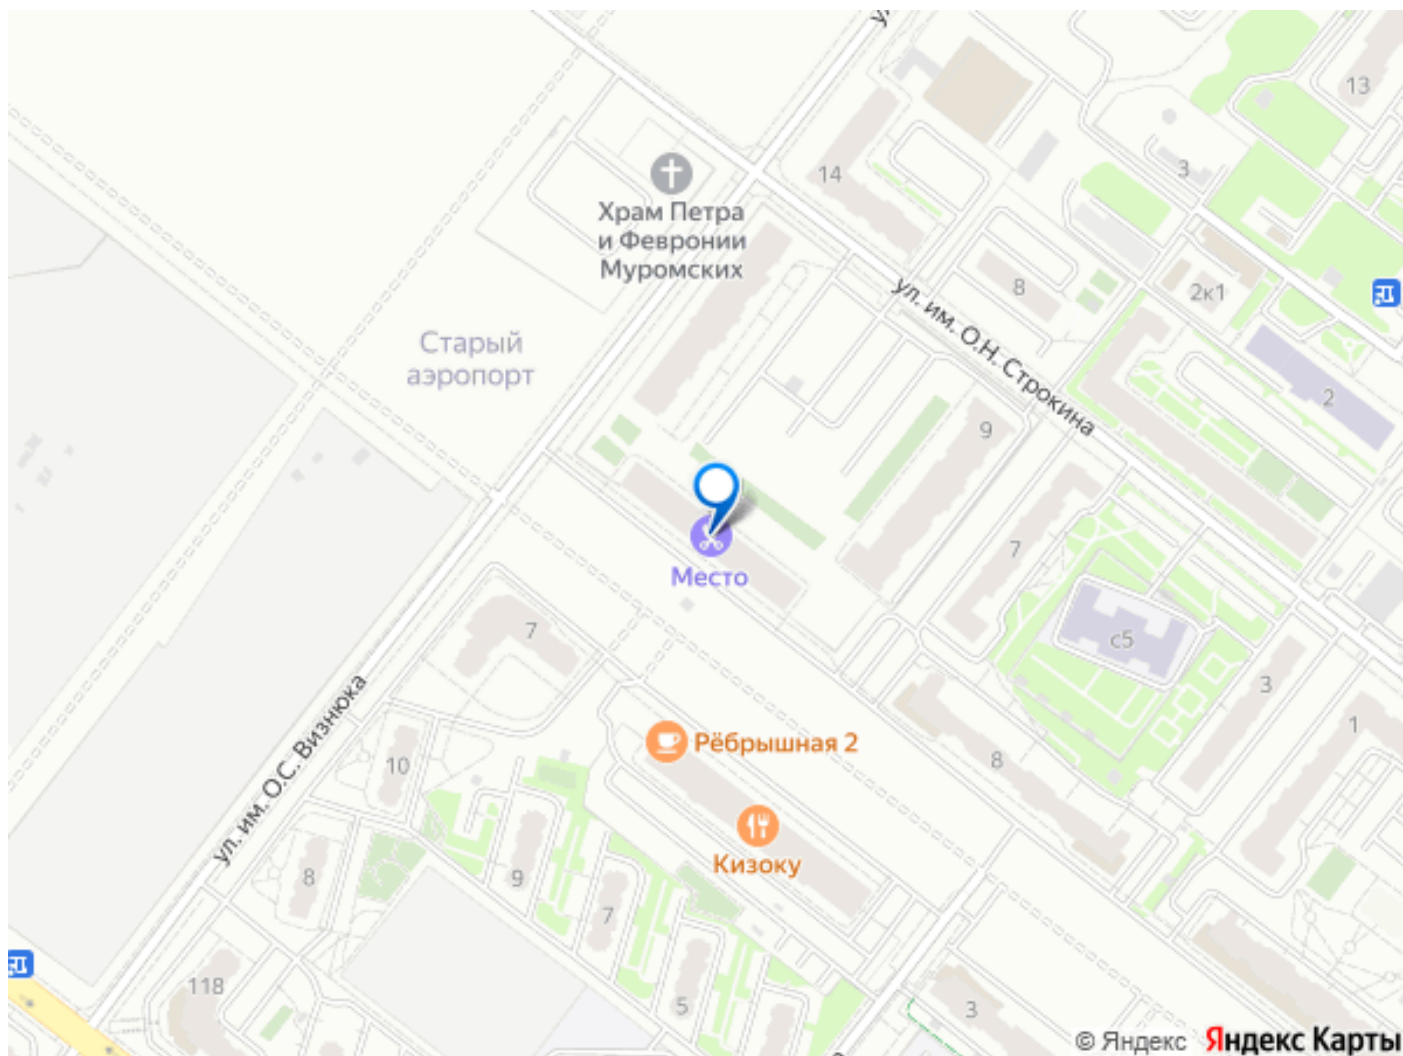 13
3
14
Храм Петра
и Февронии
Муромских
ул. им. О.Н. Строкина
8
2к1
Старый
аэропорт
2
9
7
Место
7
с5
3
1
ул. им. О.С. Визнюка
Рёбрышная 2
8
10
Кизоку
8
9
7
118
5
3
© Яндекс Яндекс Карты